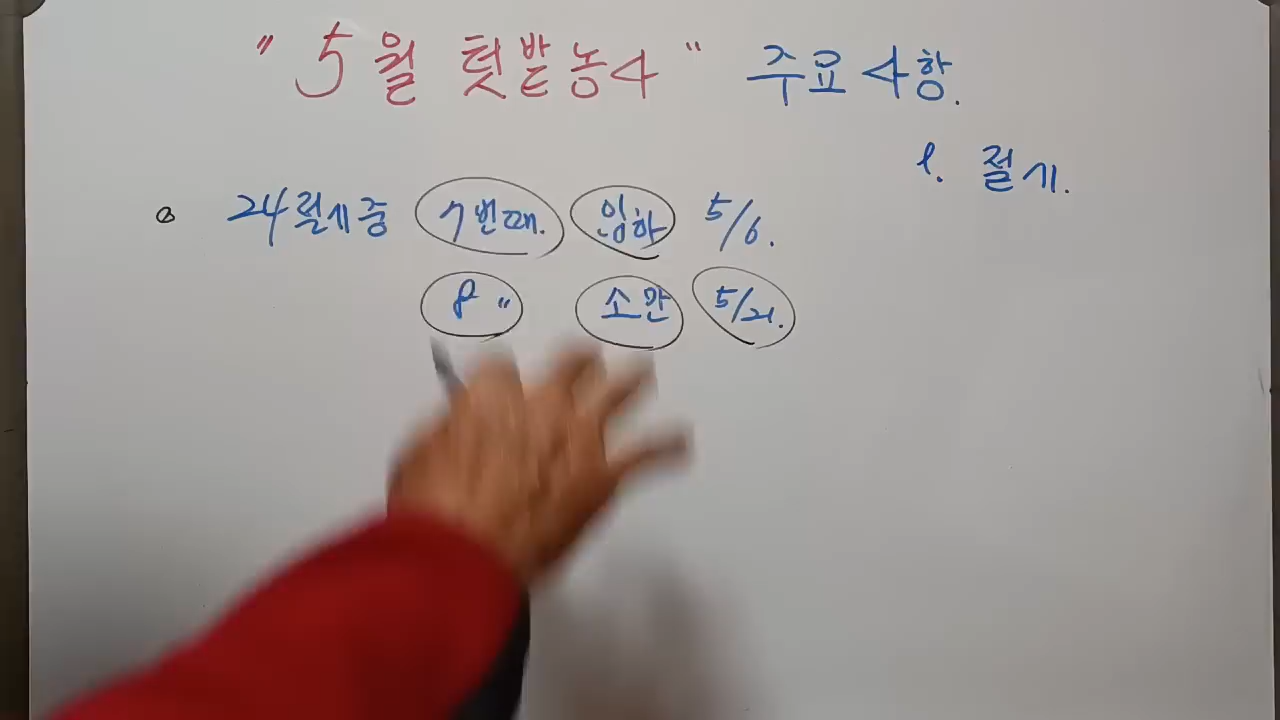 "5월 텃밭농사" 주요사항.
1. 절기.
24절기중 7번째. 입하 5/6.
8 " 소만 5/21.